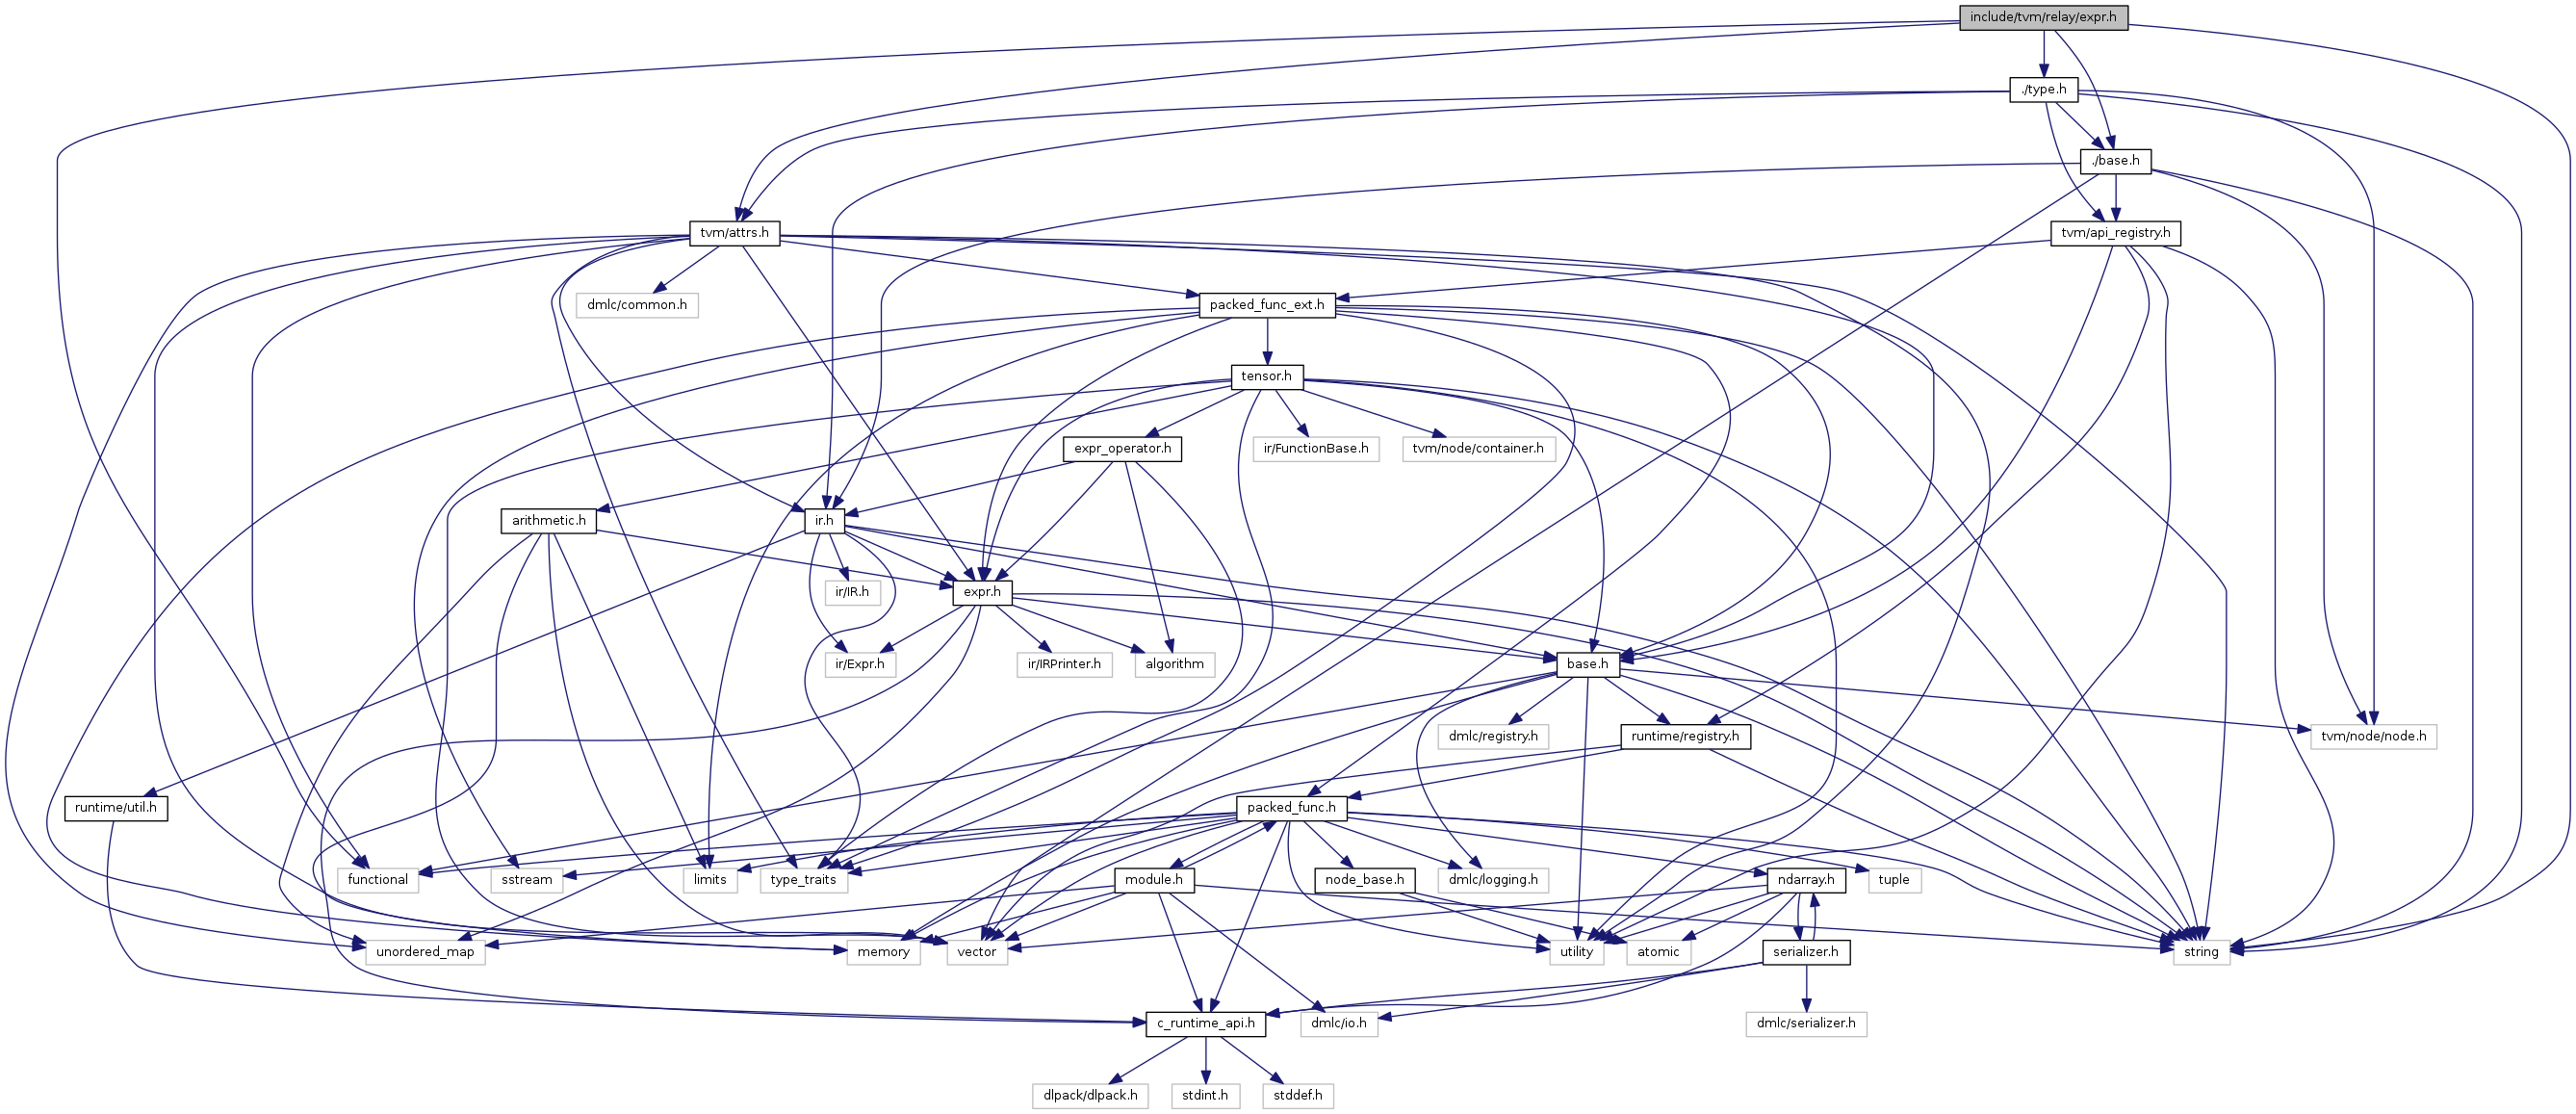 include/tvm/relay/expr.h
./type.h
./base.h
tvm/attrs.h
tvm/api_registry.h
dmlc/common.h
packed_func_ext.h
tensor.h
expr_operator.h
ir/FunctionBase.h
tvm/node/container.h
arithmetic.h
ir.h
ir/IR.h
expr.h
ir/Expr.h
ir/IRPrinter.h
algorithm
base.h
dmlc/registry.h
runtime/registry.h
tvm/node/node.h
runtime/util.h
packed_func.h
functional
sstream
limits
type_traits
module.h
node_base.h
dmlc/logging.h
ndarray.h
tuple
unordered_map
memory
vector
utility
atomic
serializer.h
string
c_runtime_api.h
dmlc/io.h
dmlc/serializer.h
dlpack/dlpack.h
stdint.h
stddef.h